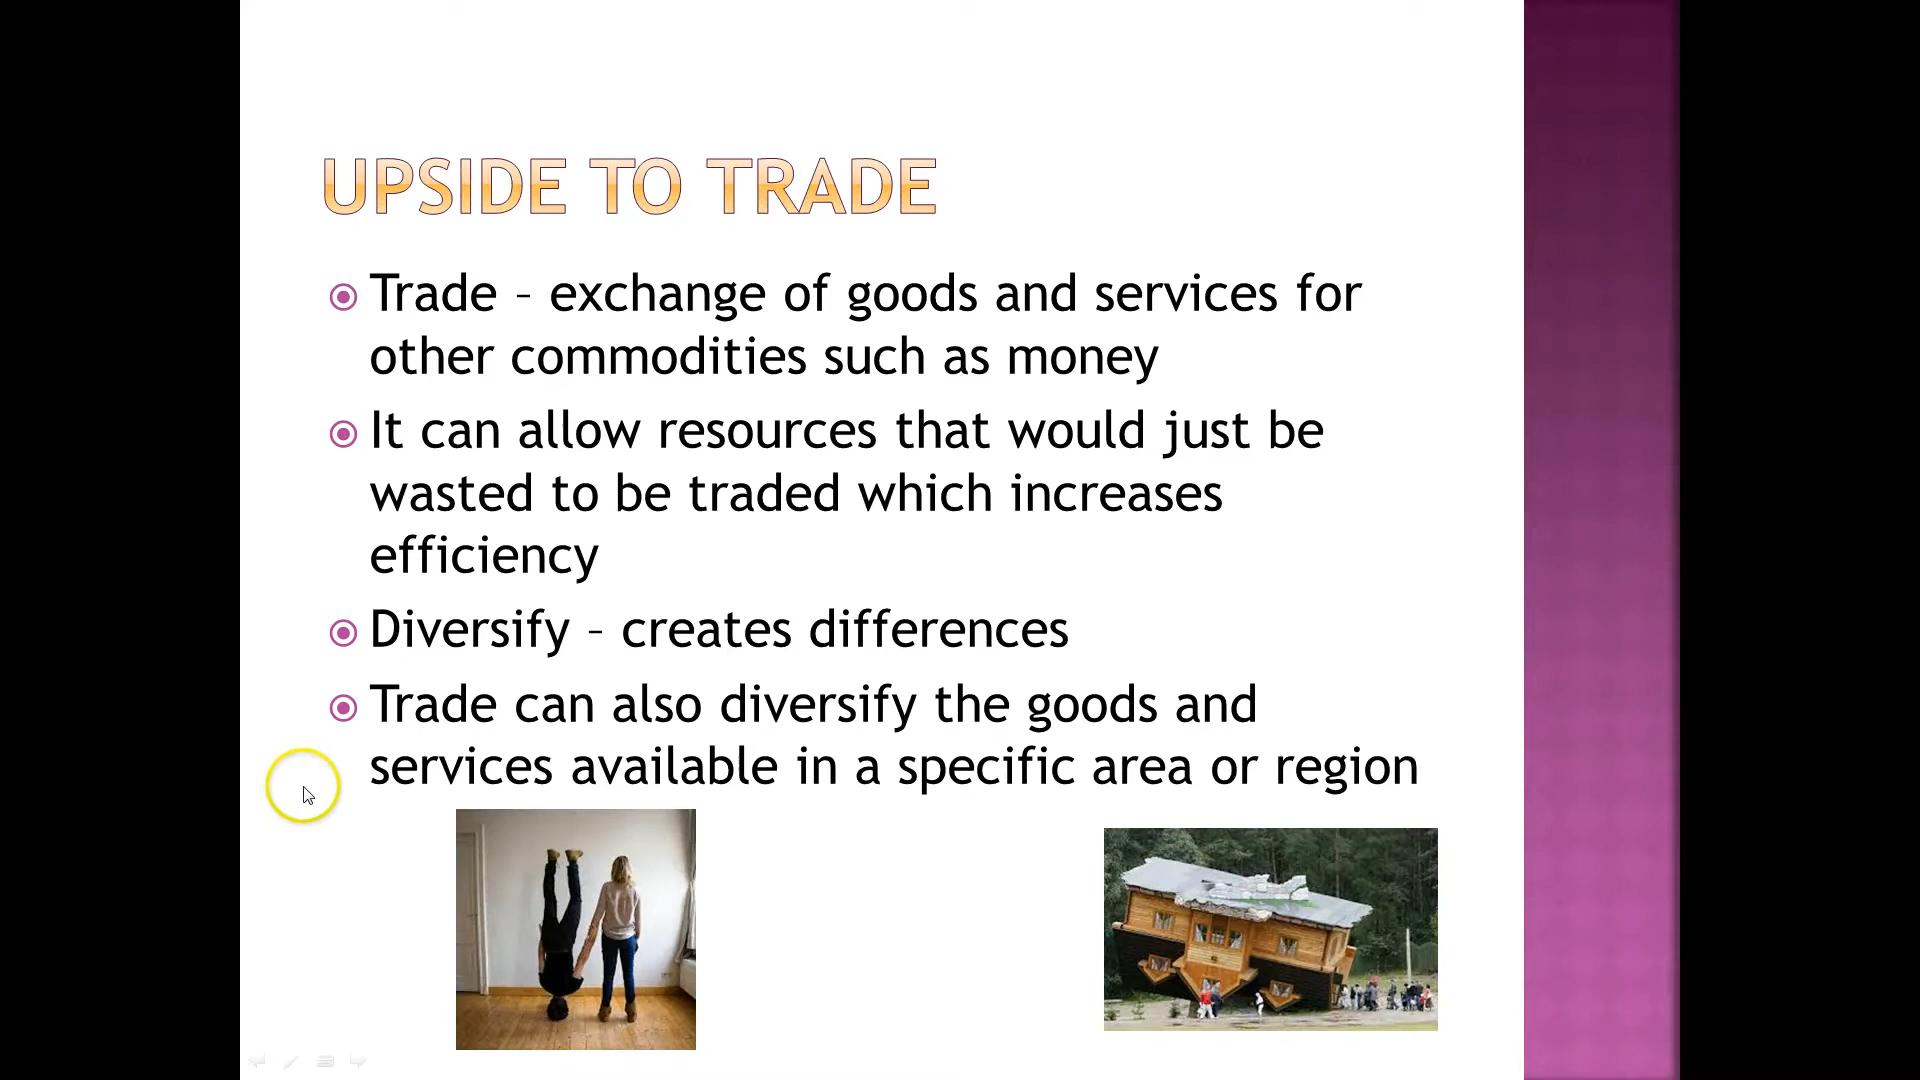 UPSIDE TO TRADE
Trade – exchange of goods and services for
other commodities such as money
It can allow resources that would just be
wasted to be traded which increases
efficiency
Diversify – creates differences
Trade can also diversify the goods and
services available in a specific area or region